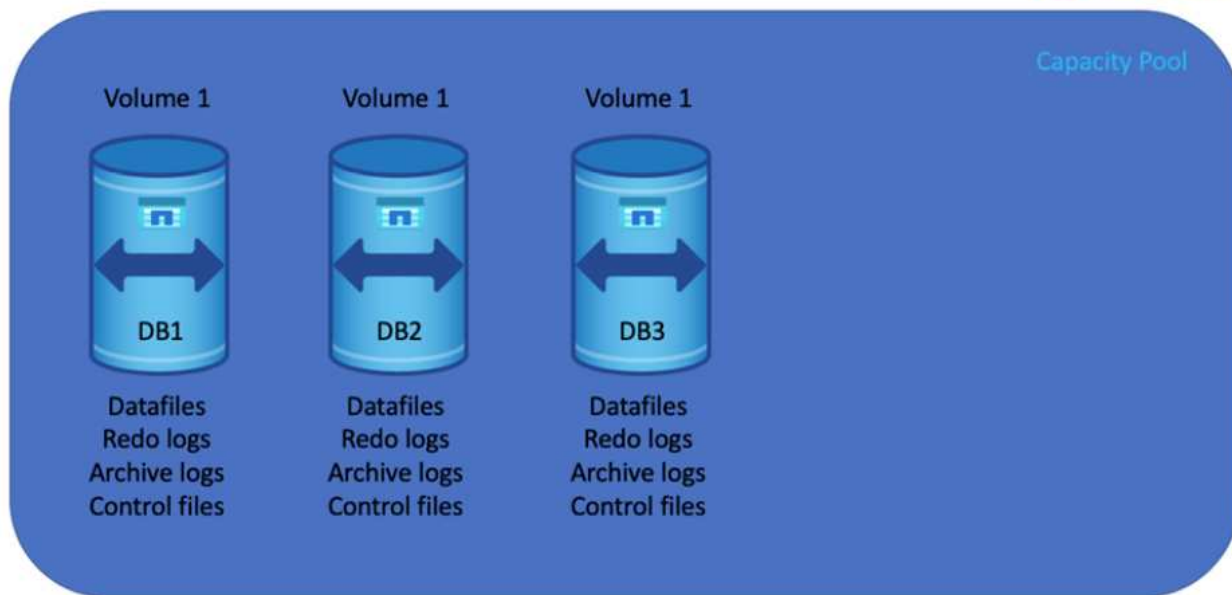 Capacity Pool
Volume 1
Volume 1
Volume 1
DB1
DB2
DB3
Datafiles
Datafiles
Datafiles
Redo logs
Redo logs
Redo logs
Archive logs
Archive logs
Archive logs
Control files
Control files
Control files